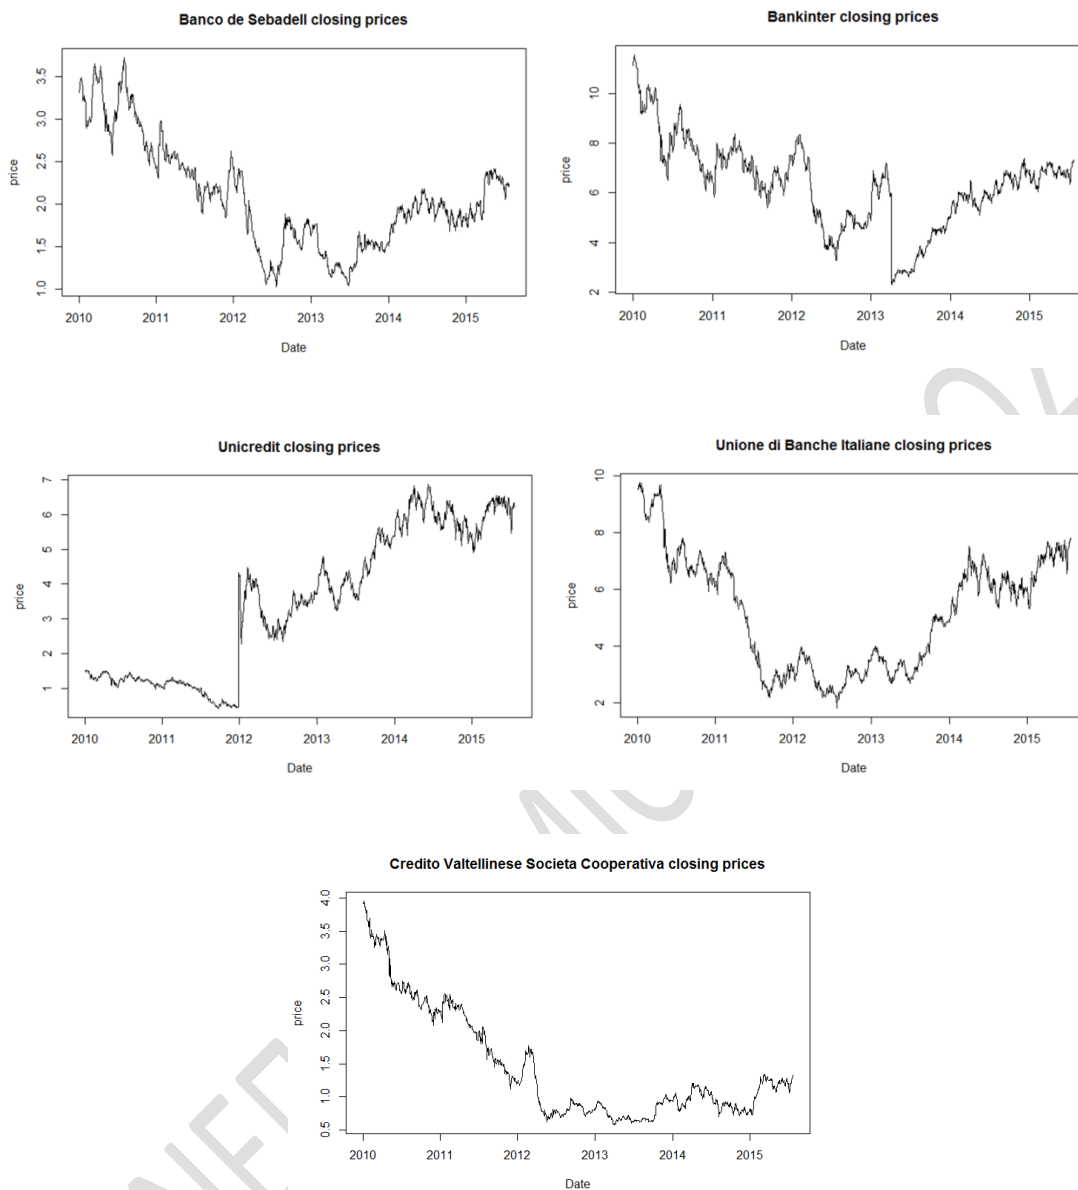 Banco de Sebadell closing prices
price
3.5
3.0
2.5
2.0
1.5
1.0
2010 2011 2012 2013 2014 2015
Date
Bankinter closing prices
price
10
8
6
4
2
2010 2011 2012 2013 2014 2015
Date
Unicredit closing prices
price
7
6
5
4
3
2
1
2010 2011 2012 2013 2014 2015
Date
Unione di Banche Italiane closing prices
price
10
8
6
4
2
2010 2011 2012 2013 2014 2015
Date
Credito Valtellinese Societa Cooperativa closing prices
price
4.0
3.5
3.0
2.5
2.0
1.5
1.0
0.5
2010 2011 2012 2013 2014 2015
Date